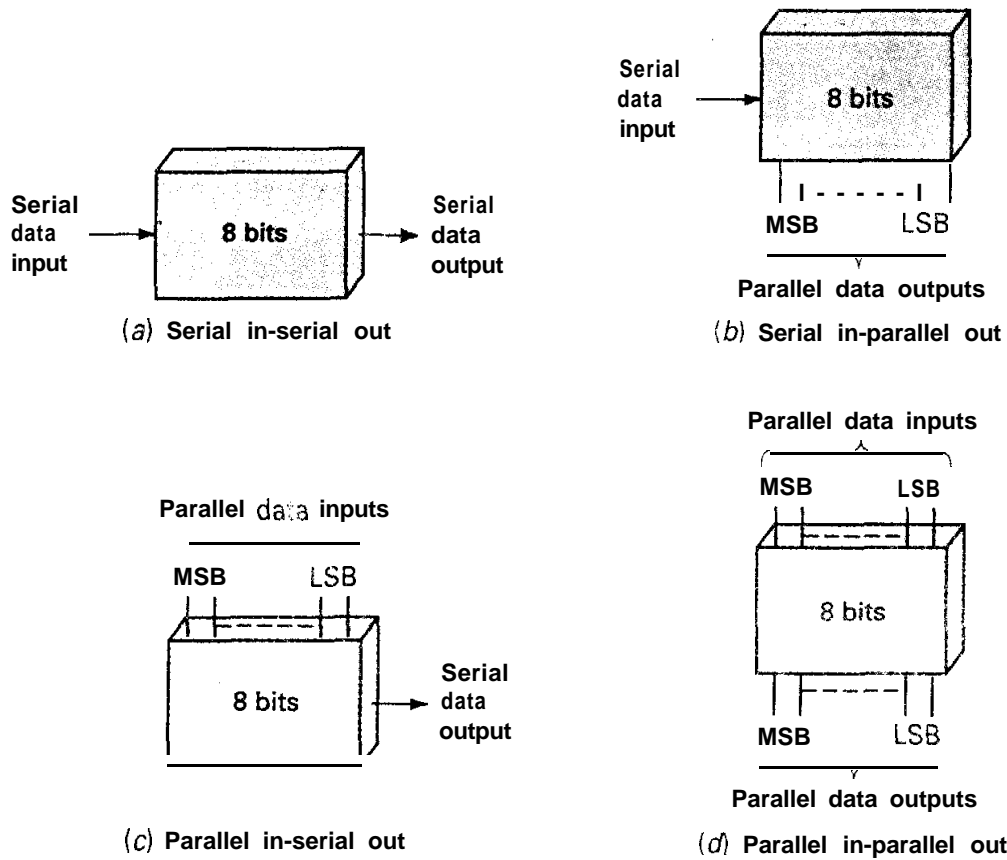 Serial
data
input
8 bits
Serial
data
output
(a) Serial in-serial out
Serial
data
input
8 bits
MSB LSB
Parallel data outputs
(b) Serial in-parallel out
Parallel data inputs
MSB LSB
8 bits
Serial
data
output
(c) Parallel in-serial out
Parallel data inputs
MSB LSB
8 bits
MSB LSB
Parallel data outputs
(d) Parallel in-parallel out